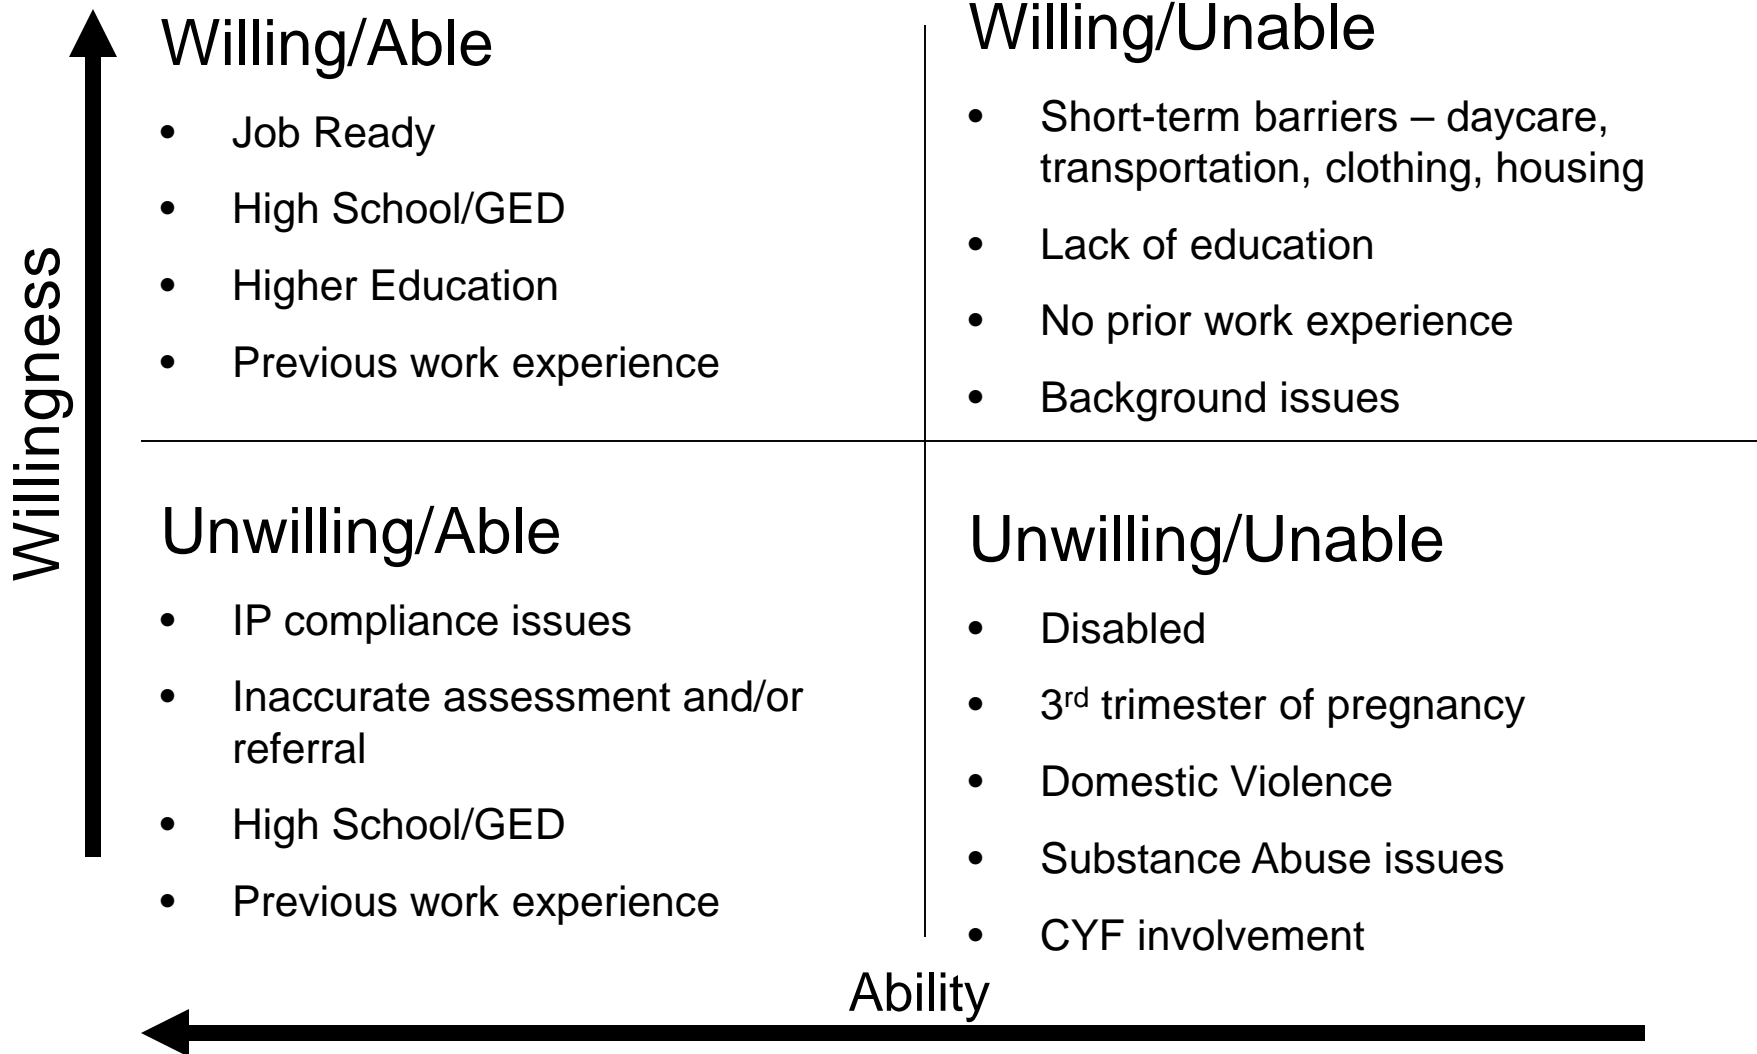 Willingness
Willing/Able
• Job Ready
• High School/GED
• Higher Education
• Previous work experience
Willing/Unable
• Short-term barriers – daycare,
transportation, clothing, housing
• Lack of education
• No prior work experience
• Background issues
Unwilling/Able
• IP compliance issues
• Inaccurate assessment and/or
referral
• High School/GED
• Previous work experience
Unwilling/Unable
• Disabled
• 3rd trimester of pregnancy
• Domestic Violence
• Substance Abuse issues
• CYF involvement
Ability